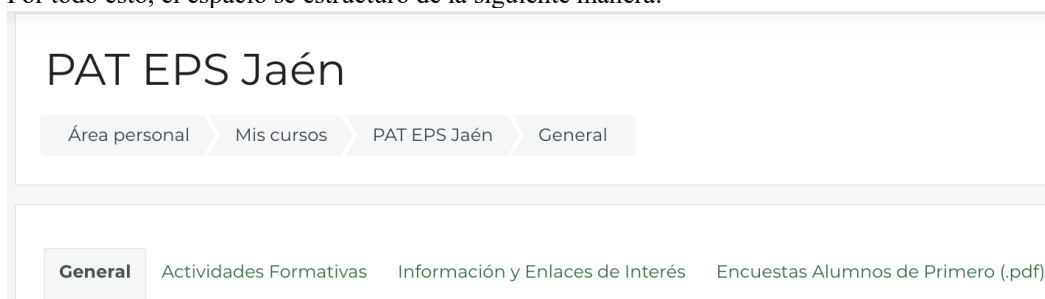 Por todo esto, el espacio se estructuró de la siguiente manera:
PAT EPS Jaén
Área personal Mis cursos PAT EPS Jaén General
General Actividades Formativas Información y Enlaces de Interés Encuestas Alumnos de Primero (.pdf)